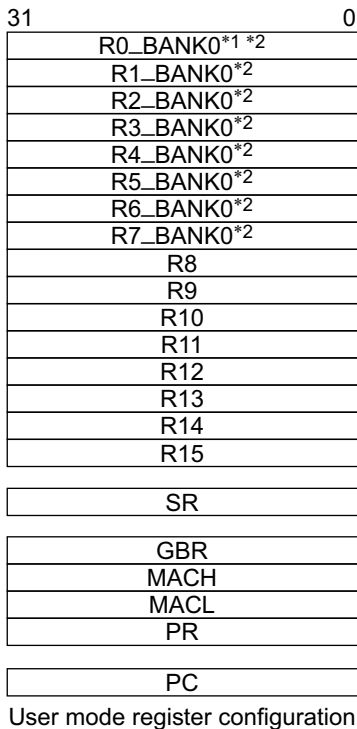 31 0
R0_BANK0*1 *2
R1_BANK0*2
R2_BANK0*2
R3_BANK0*2
R4_BANK0*2
R5_BANK0*2
R6_BANK0*2
R7_BANK0*2
R8
R9
R10
R11
R12
R13
R14
R15
SR
GBR
MACH
MACL
PR
PC
User mode register configuration